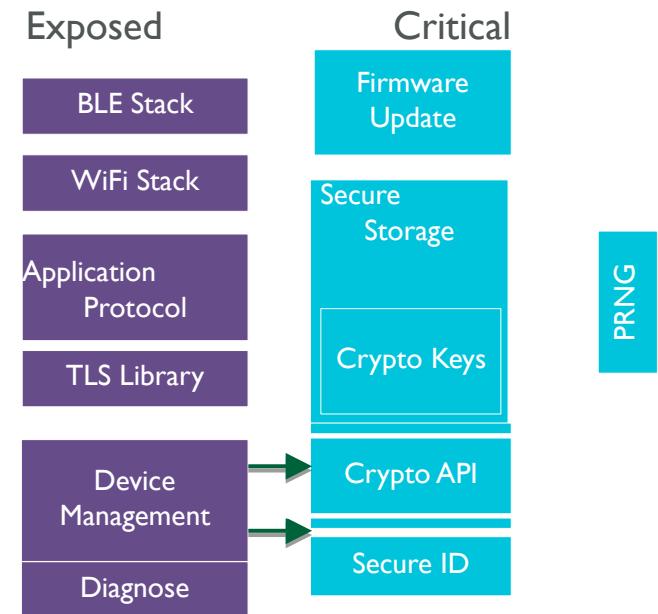 Exposed
Critical
BLE Stack
WiFi Stack
Application
Protocol
TLS Library
Device
Management
Diagnose
Firmware
Update
Secure
Storage
Crypto Keys
Crypto API
Secure ID
PRNG